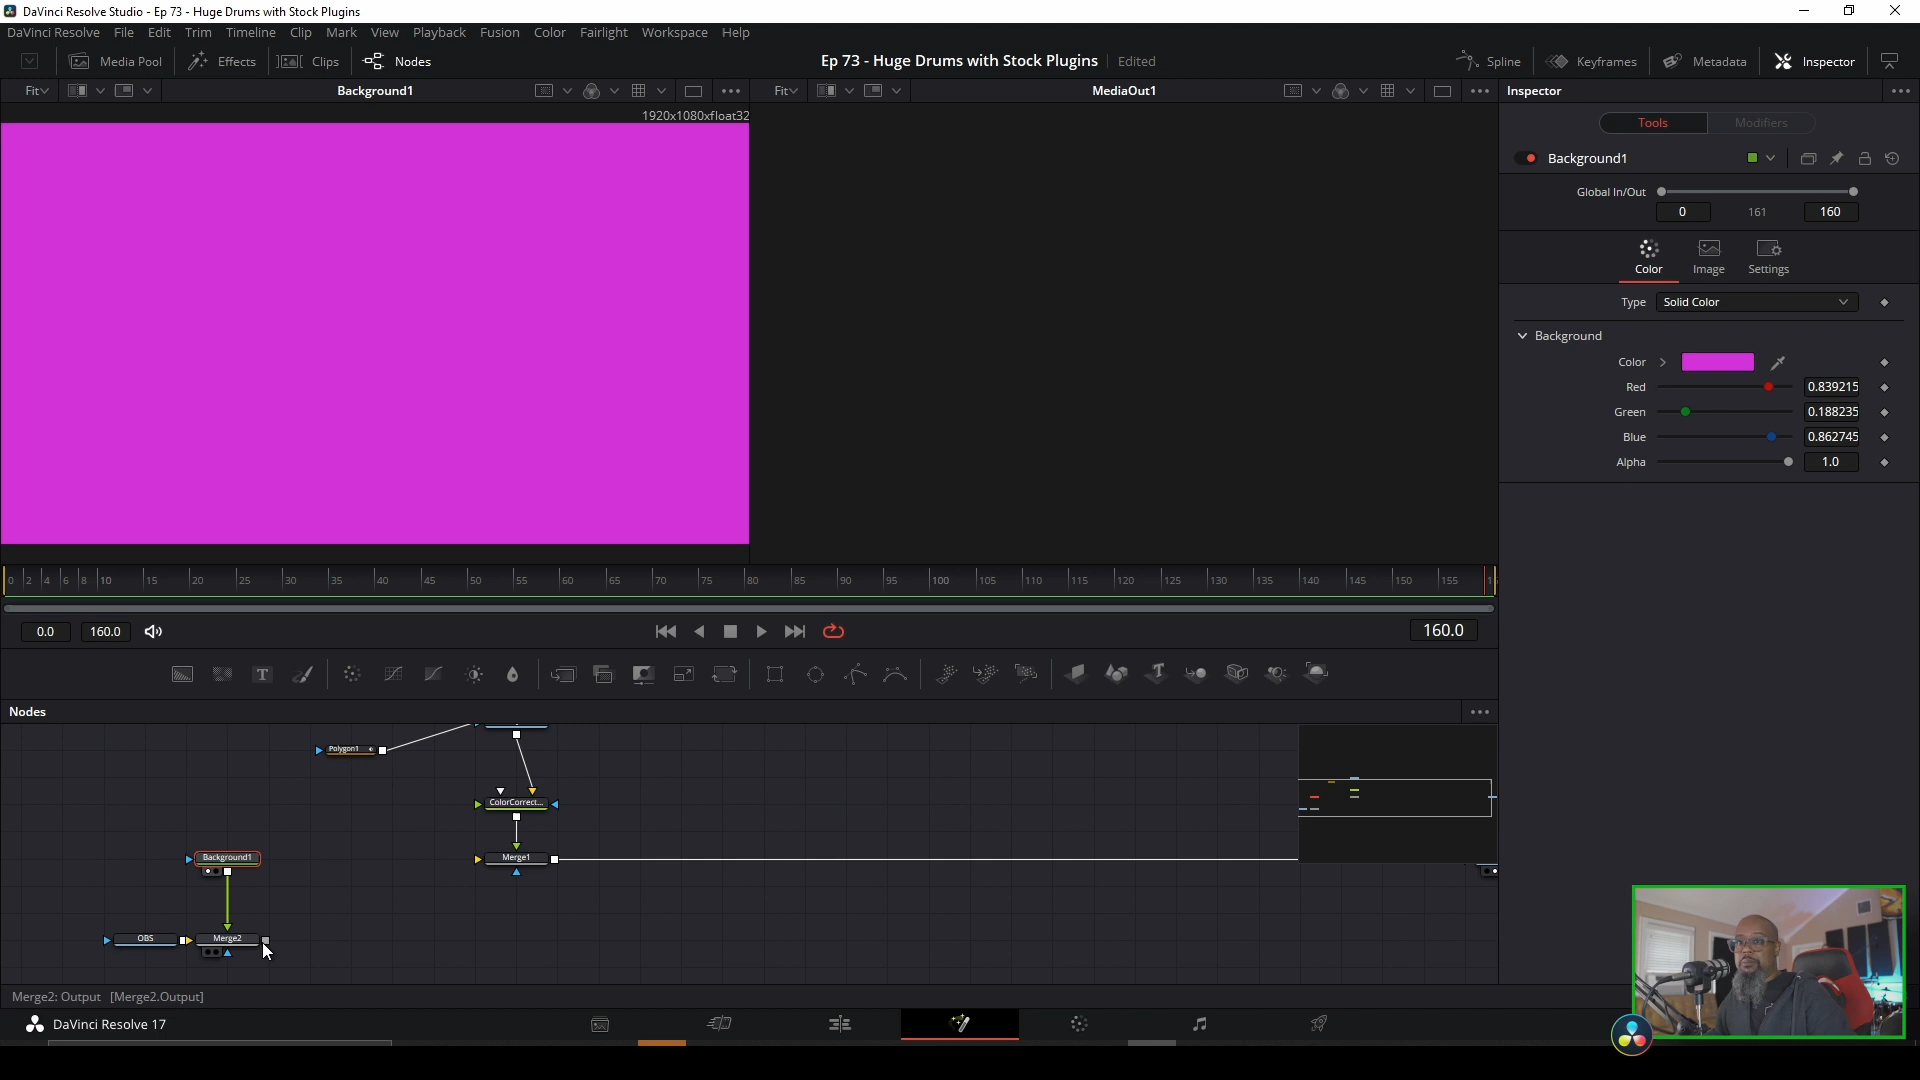 DaVinci Resolve Studio - Ep 73 - Huge Drums with Stock Plugins
DaVinci Resolve File Edit Trim Timeline Clip Mark View Playback Fusion Color Fairlight Workspace Help
Media Pool Effects Clips Nodes Ep 73 - Huge Drums with Stock Plugins Edited Spline Keyframes Metadata Inspector
Fit Background1 Fit MediaOut1 Inspector
1920x1080xfloat32
Tools Modifiers
Background1
Global In/Out
0 161 160
Color Image Settings
Type Solid Color
Background
Color
Red 0.839215
Green 0.188235
Blue 0.862745
Alpha 1.0
0 2 4 6 8 10 15 20 25 30 35 40 45 50 55 60 65 70 75 80 85 90 95 100 105 110 115 120 125 130 135 140 145 150 155
0.0 160.0 160.0
Nodes
Polygon1
ColorCorrect...
Background1 Merge1
OBS Merge2
Merge2: Output [Merge2.Output]
DaVinci Resolve 17